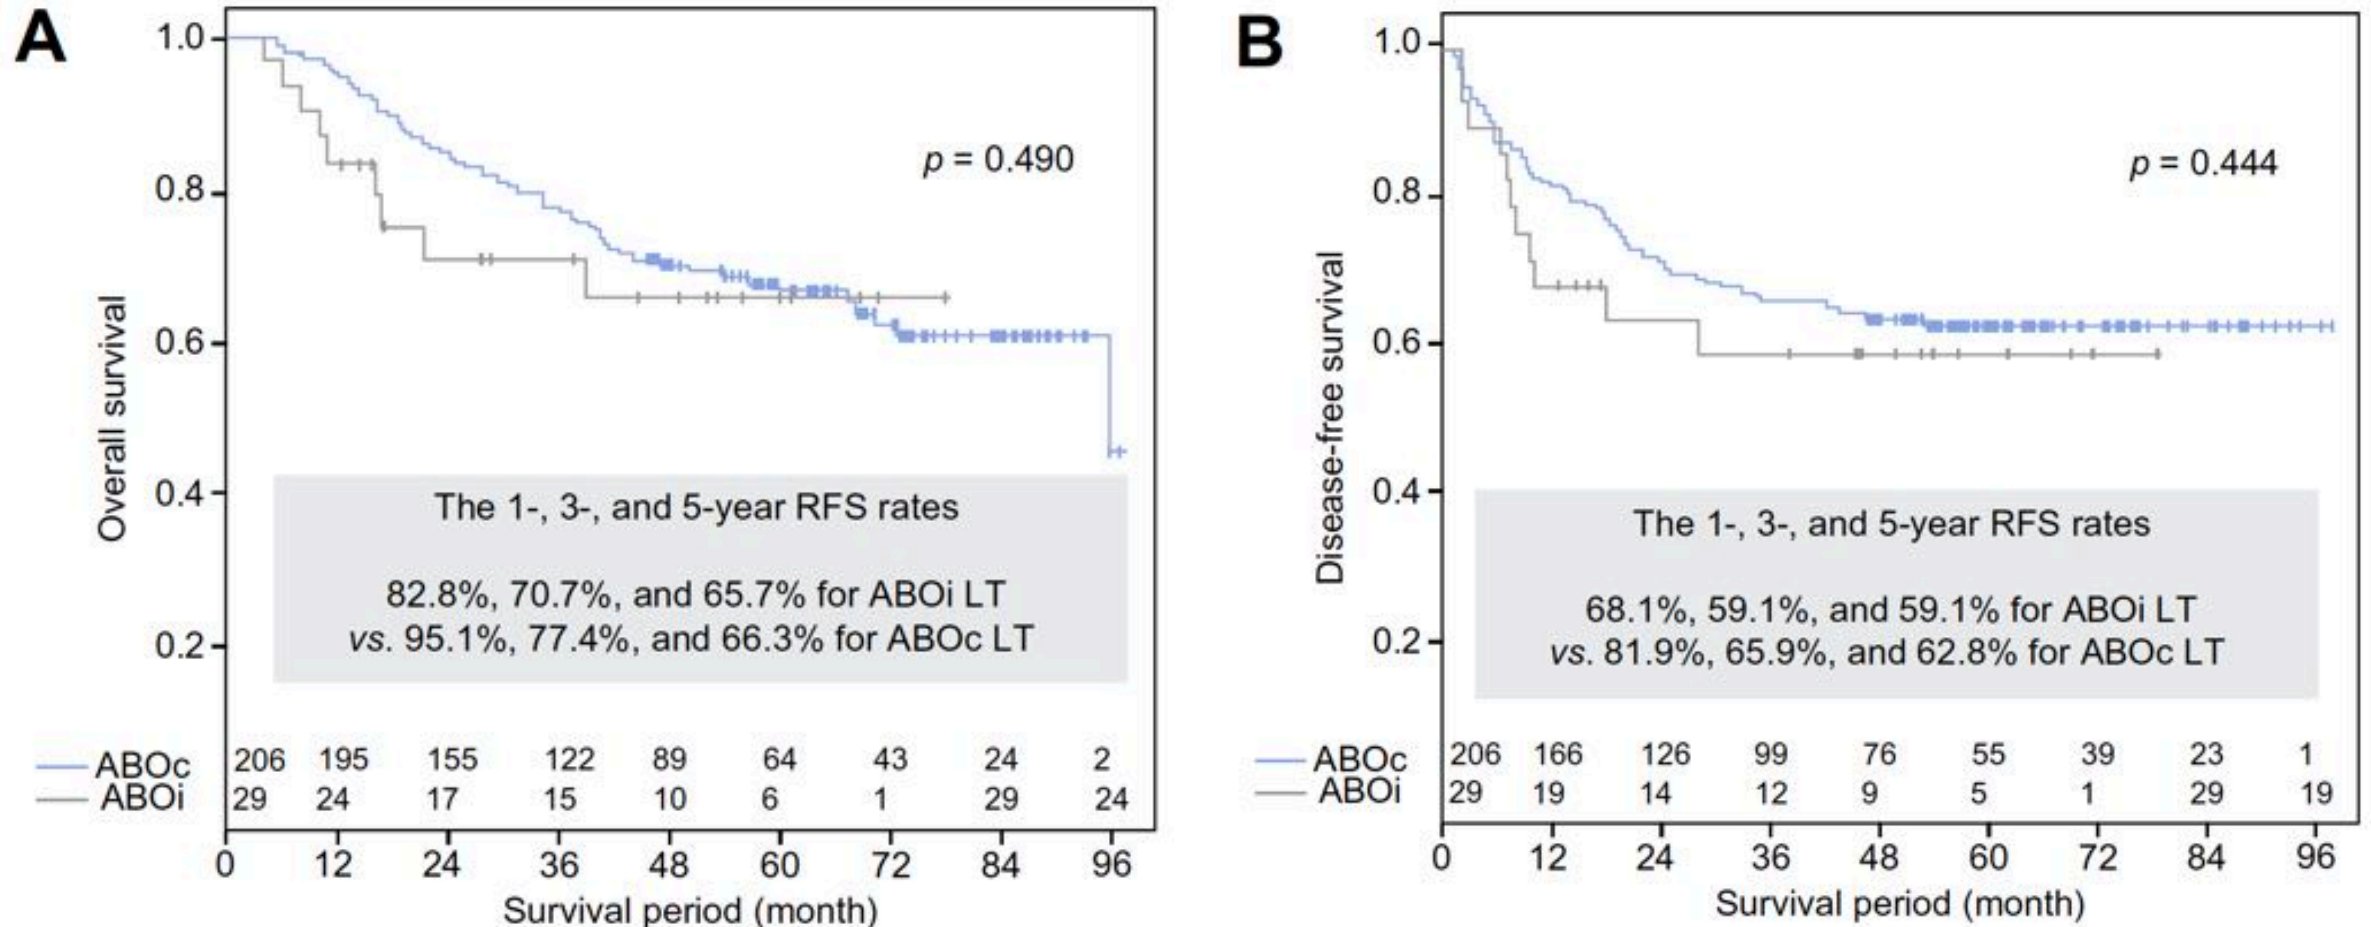 A
1.0
0.8
0.6
0.4
0.2
Overall survival
p = 0.490
The 1-, 3-, and 5-year RFS rates
82.8%, 70.7%, and 65.7% for ABOi LT
vs. 95.1%, 77.4%, and 66.3% for ABOc LT
ABOc 206 195 155 122 89 64 43 24 2
ABOi 29 24 17 15 10 6 1 29 24
0 12 24 36 48 60 72 84 96
Survival period (month)
B
1.0
0.8
0.6
0.4
0.2
Disease-free survival
p = 0.444
The 1-, 3-, and 5-year RFS rates
68.1%, 59.1%, and 59.1% for ABOi LT
vs. 81.9%, 65.9%, and 62.8% for ABOc LT
ABOc 206 166 126 99 76 55 39 23 1
ABOi 29 19 14 12 9 5 1 29 19
0 12 24 36 48 60 72 84 96
Survival period (month)